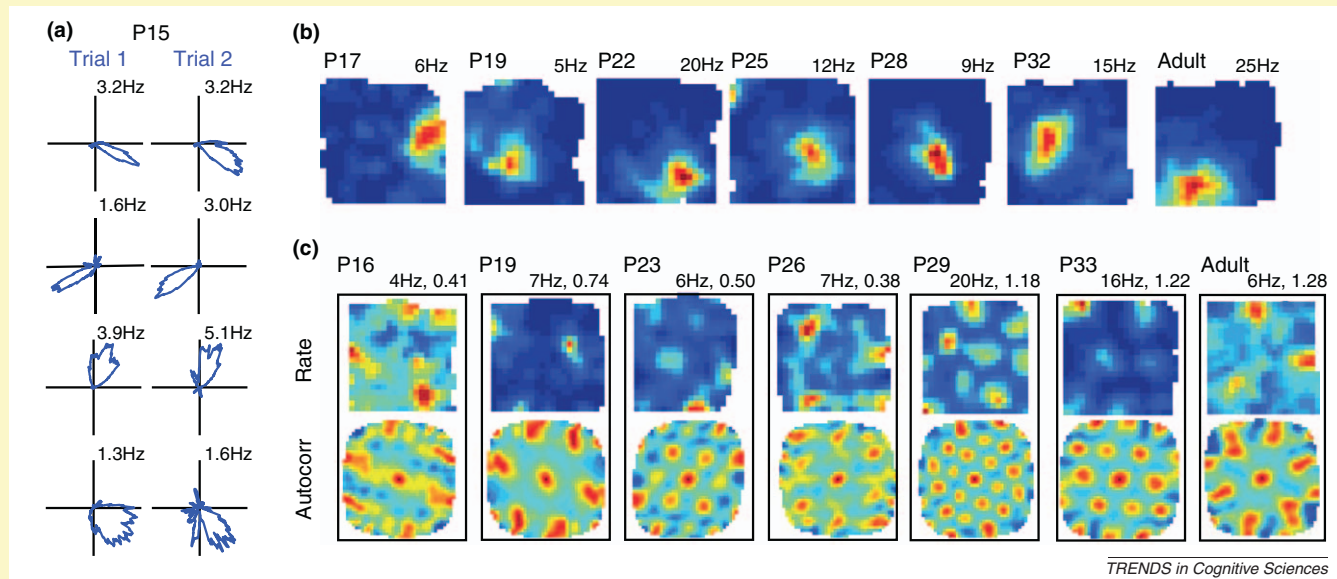 (a) P15
Trial 1 Trial 2
3.2Hz 3.2Hz
1.6Hz 3.0Hz
3.9Hz 5.1Hz
1.3Hz 1.6Hz
(b)
P17 P19 P22 P25 P28 P32 Adult
6Hz 5Hz 20Hz 12Hz 9Hz 15Hz 25Hz
(c)
P16 P19 P23 P26 P29 P33 Adult
4Hz, 0.41 7Hz, 0.74 6Hz, 0.50 7Hz, 0.38 20Hz, 1.18 16Hz, 1.22 6Hz, 1.28
Rate
Autocorr
TRENDS in Cognitive Sciences